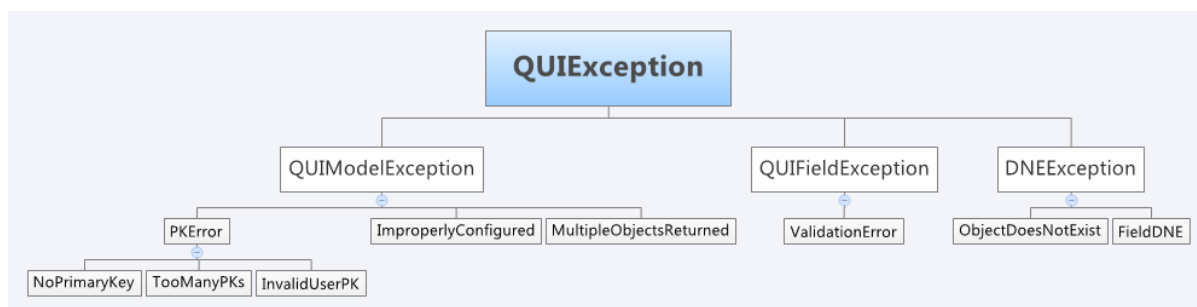 QUIException
QUIModelException
QUIFieldException
DNEException
PKError
ImproperlyConfigured
MultipleObjectsReturned
ValidationError
ObjectDoesNotExist
FieldDNE
NoPrimaryKey
TooManyPKs
InvalidUserPK